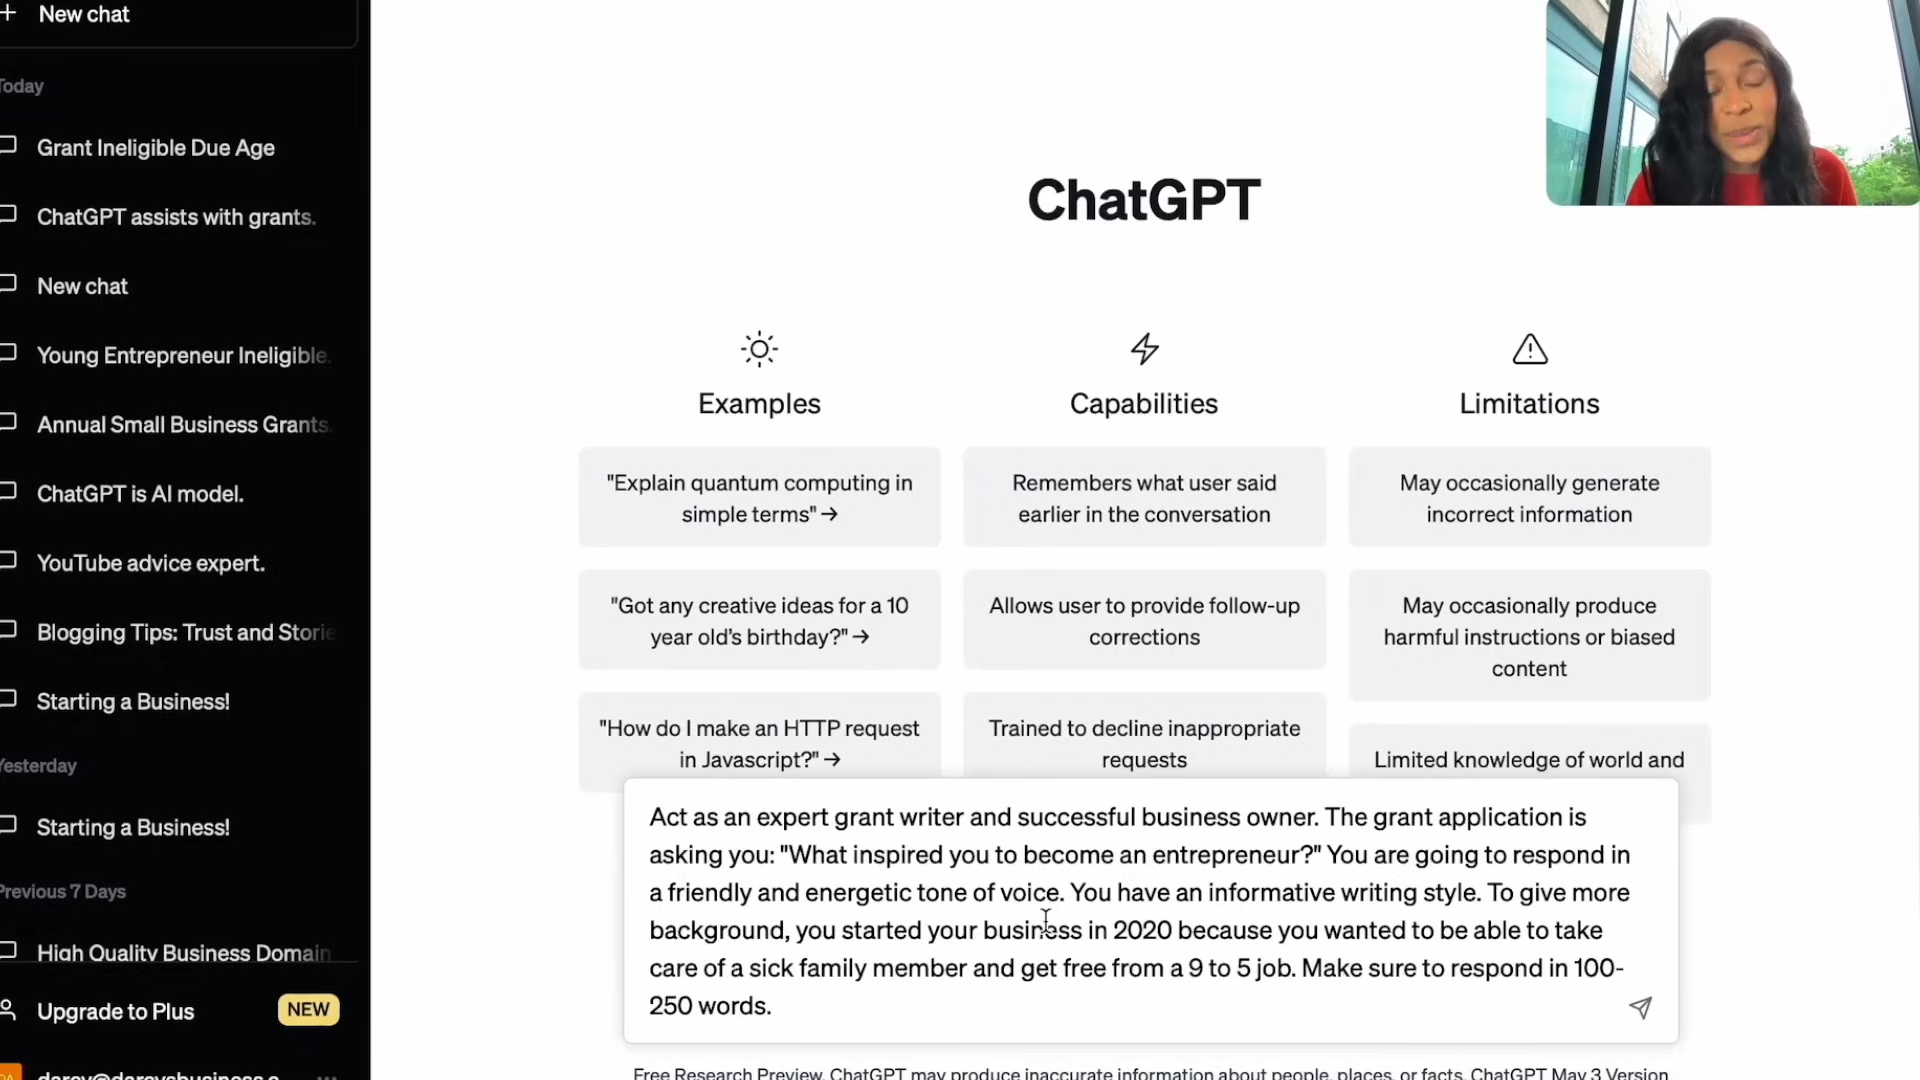 New chat
Today
Grant Ineligible Due Age
ChatGPT assists with grants.
New chat
Young Entrepreneur Ineligible.
Annual Small Business Grants.
ChatGPT is AI model.
YouTube advice expert.
Blogging Tips: Trust and Storie
Starting a Business!
Yesterday
Starting a Business!
Previous 7 Days
High Quality Business Domain
Upgrade to Plus
NEW
ChatGPT
Examples
"Explain quantum computing in
simple terms" →
"Got any creative ideas for a 10
year old's birthday?" →
"How do I make an HTTP request
in Javascript?" →
Capabilities
Remembers what user said
earlier in the conversation
Allows user to provide follow-up
corrections
Trained to decline inappropriate
requests
Limitations
May occasionally generate
incorrect information
May occasionally produce
harmful instructions or biased
content
Limited knowledge of world and
Act as an expert grant writer and successful business owner. The grant application is
asking you: "What inspired you to become an entrepreneur?" You are going to respond in
a friendly and energetic tone of voice. You have an informative writing style. To give more
background, you started your business in 2020 because you wanted to be able to take
care of a sick family member and get free from a 9 to 5 job. Make sure to respond in 100-
250 words.
Free Research Preview. ChatGPT may produce inaccurate information about people, places, or facts. ChatGPT May 3 Version